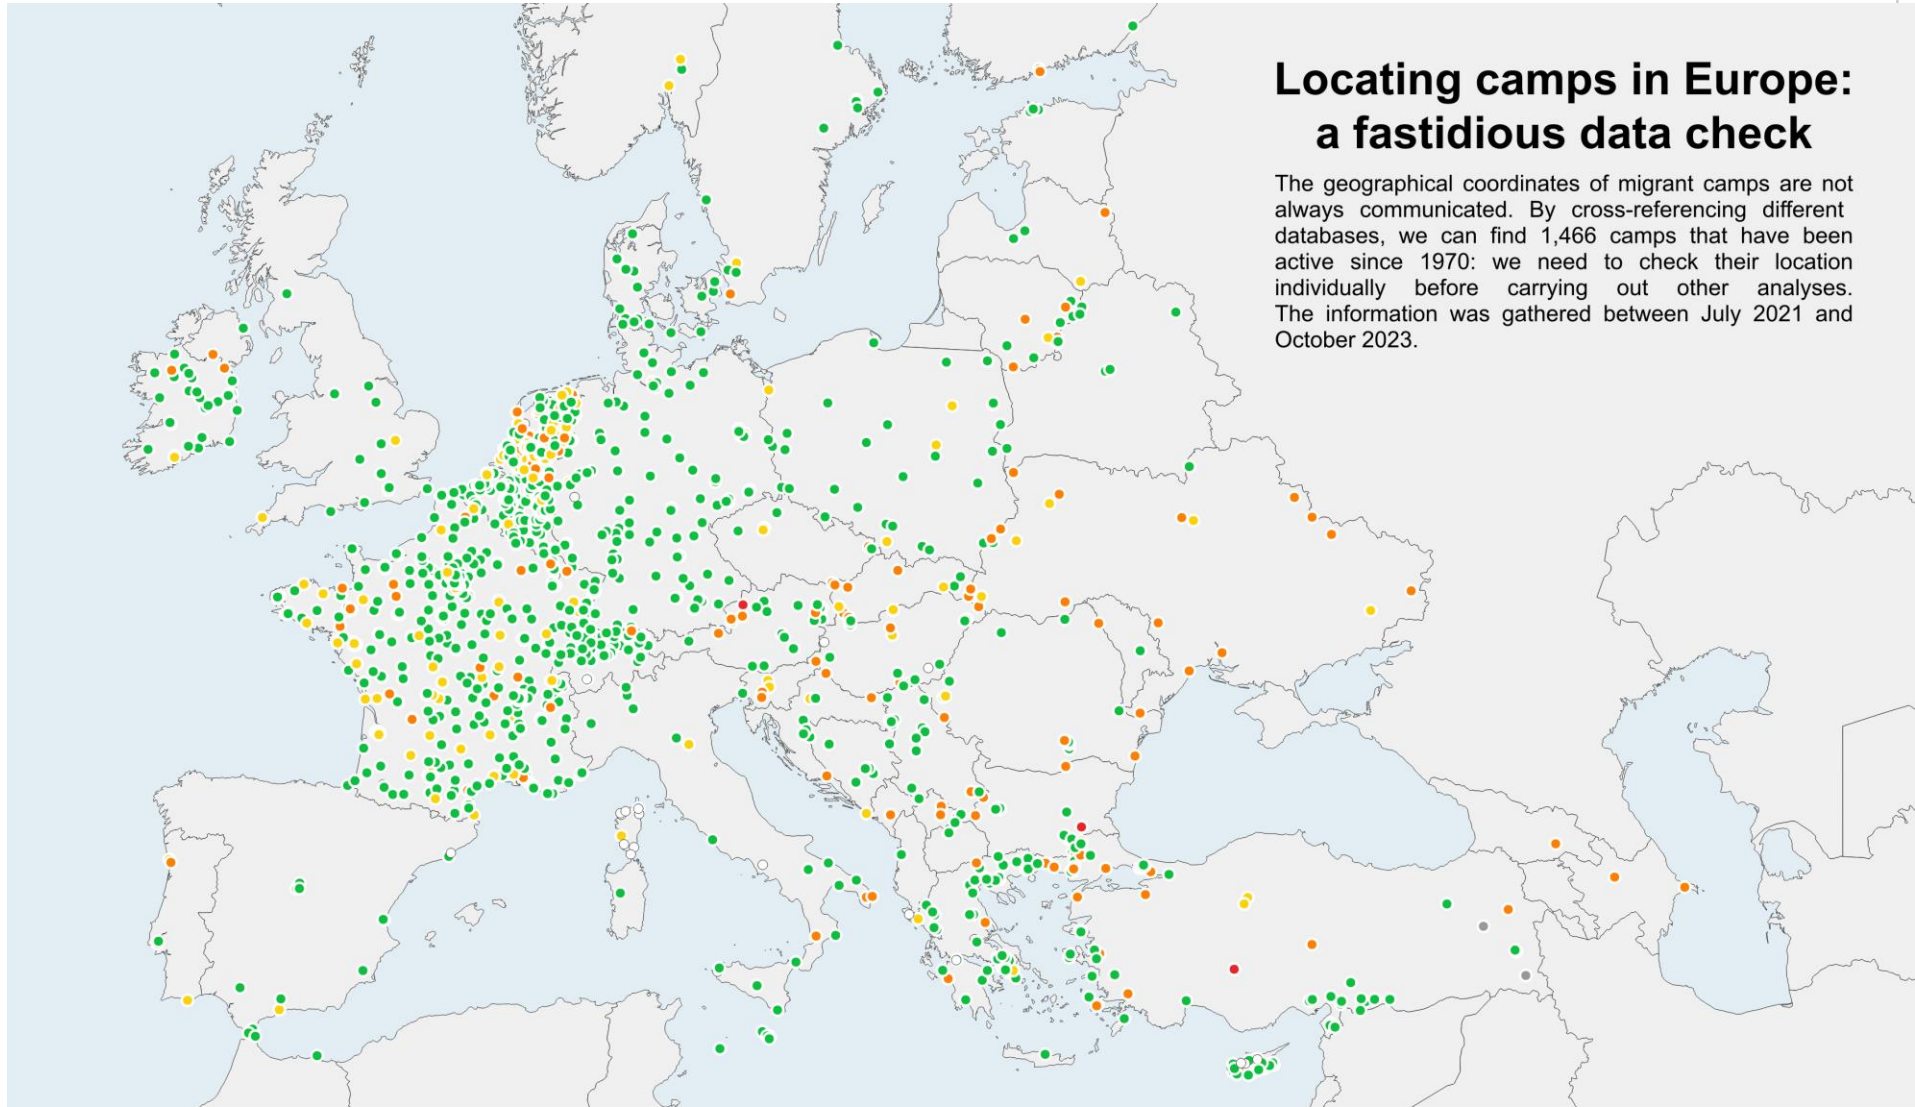 Locating camps in Europe:
a fastidious data check
The geographical coordinates of migrant camps are not
always communicated. By cross-referencing different
databases, we can find 1,466 camps that have been
active since 1970: we need to check their location
individually before carrying out other analyses.
The information was gathered between July 2021 and
October 2023.